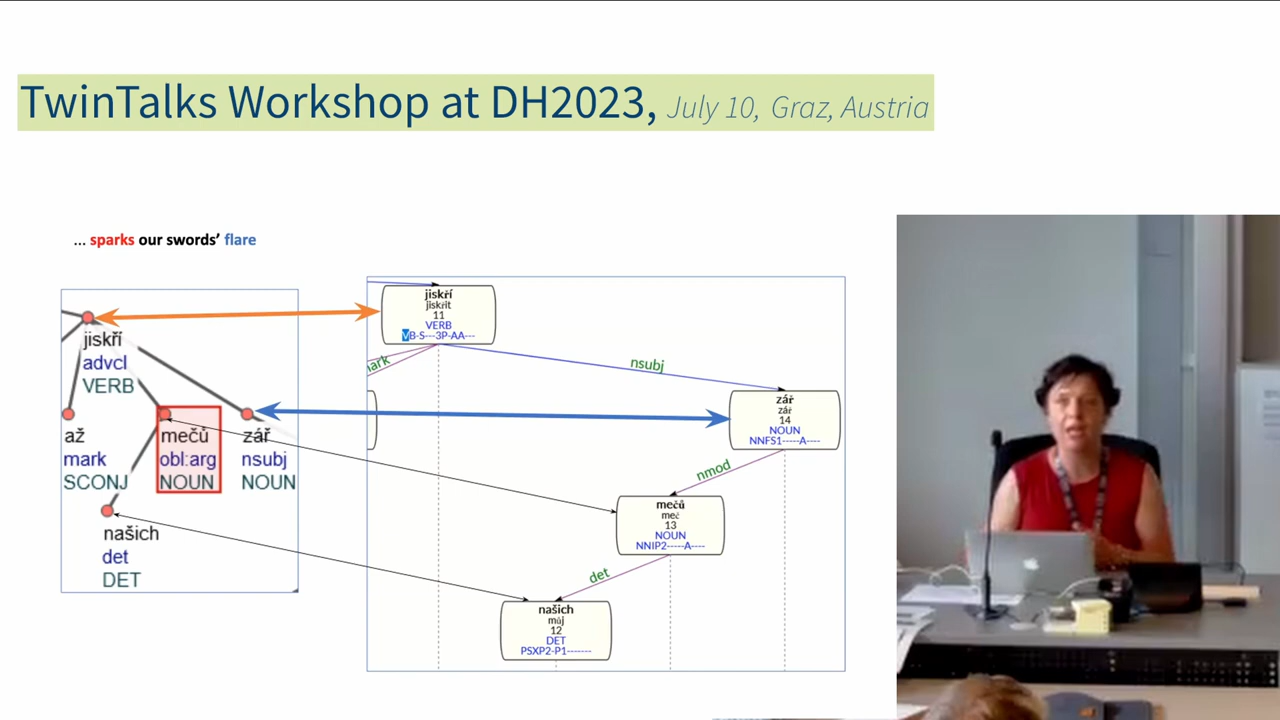 TwinTalks Workshop at DH2023, July 10, Graz, Austria
... sparks our swords' flare
jiskří
advcl
VERB
až
mark
SCONJ
mečů
obl:arg
NOUN
zář
nsubj
NOUN
našich
det
DET
jiskří
jiskřit
11
VERB
VB-S---3P-AA---
nsubj
zář
zář
14
NOUN
NNFS1-----A----
nmod
mečů
meč
13
NOUN
NNIP2-----A----
det
našich
můj
12
DET
PSXP2-P1-------